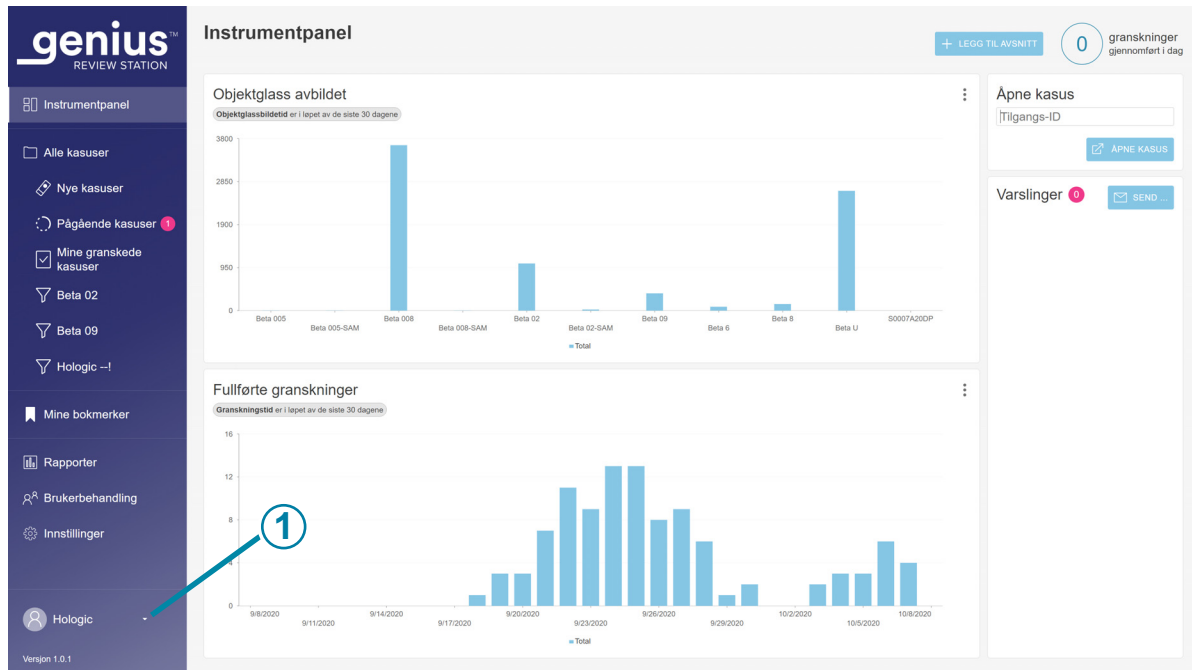 genius™
REVIEW STATION
Instrumentpanel
Alle kasuser
Nye kasuser
Pågående kasuser 1
Mine granskede
kasuser
Beta 02
Beta 09
Hologic --!
Mine bokmerker
Rapporter
Brukerbehandling
Innstillinger
Hologic
Versjon 1.0.1
Instrumentpanel
+ LEGG TIL AVSNITT
0 granskninger
gjennomført i dag
Objektglass avbildet
Objektglassbildetid er i løpet av de siste 30 dagene
3800
2850
1900
950
0
Beta 005
Beta 005-SAM
Beta 008
Beta 008-SAM
Beta 02
Beta 02-SAM
Beta 09
Beta 6
Beta 8
Beta U
S0007A20DP
Total
Fullførte granskninger
Granskningstid er i løpet av de siste 30 dagene
16
12
8
4
0
9/8/2020
9/11/2020
9/14/2020
9/17/2020
9/20/2020
9/23/2020
9/26/2020
9/29/2020
10/2/2020
10/5/2020
10/8/2020
Total
1
Åpne kasus
Tilgangs-ID
ÅPNE KASUS
Varslinger 0
SEND ...